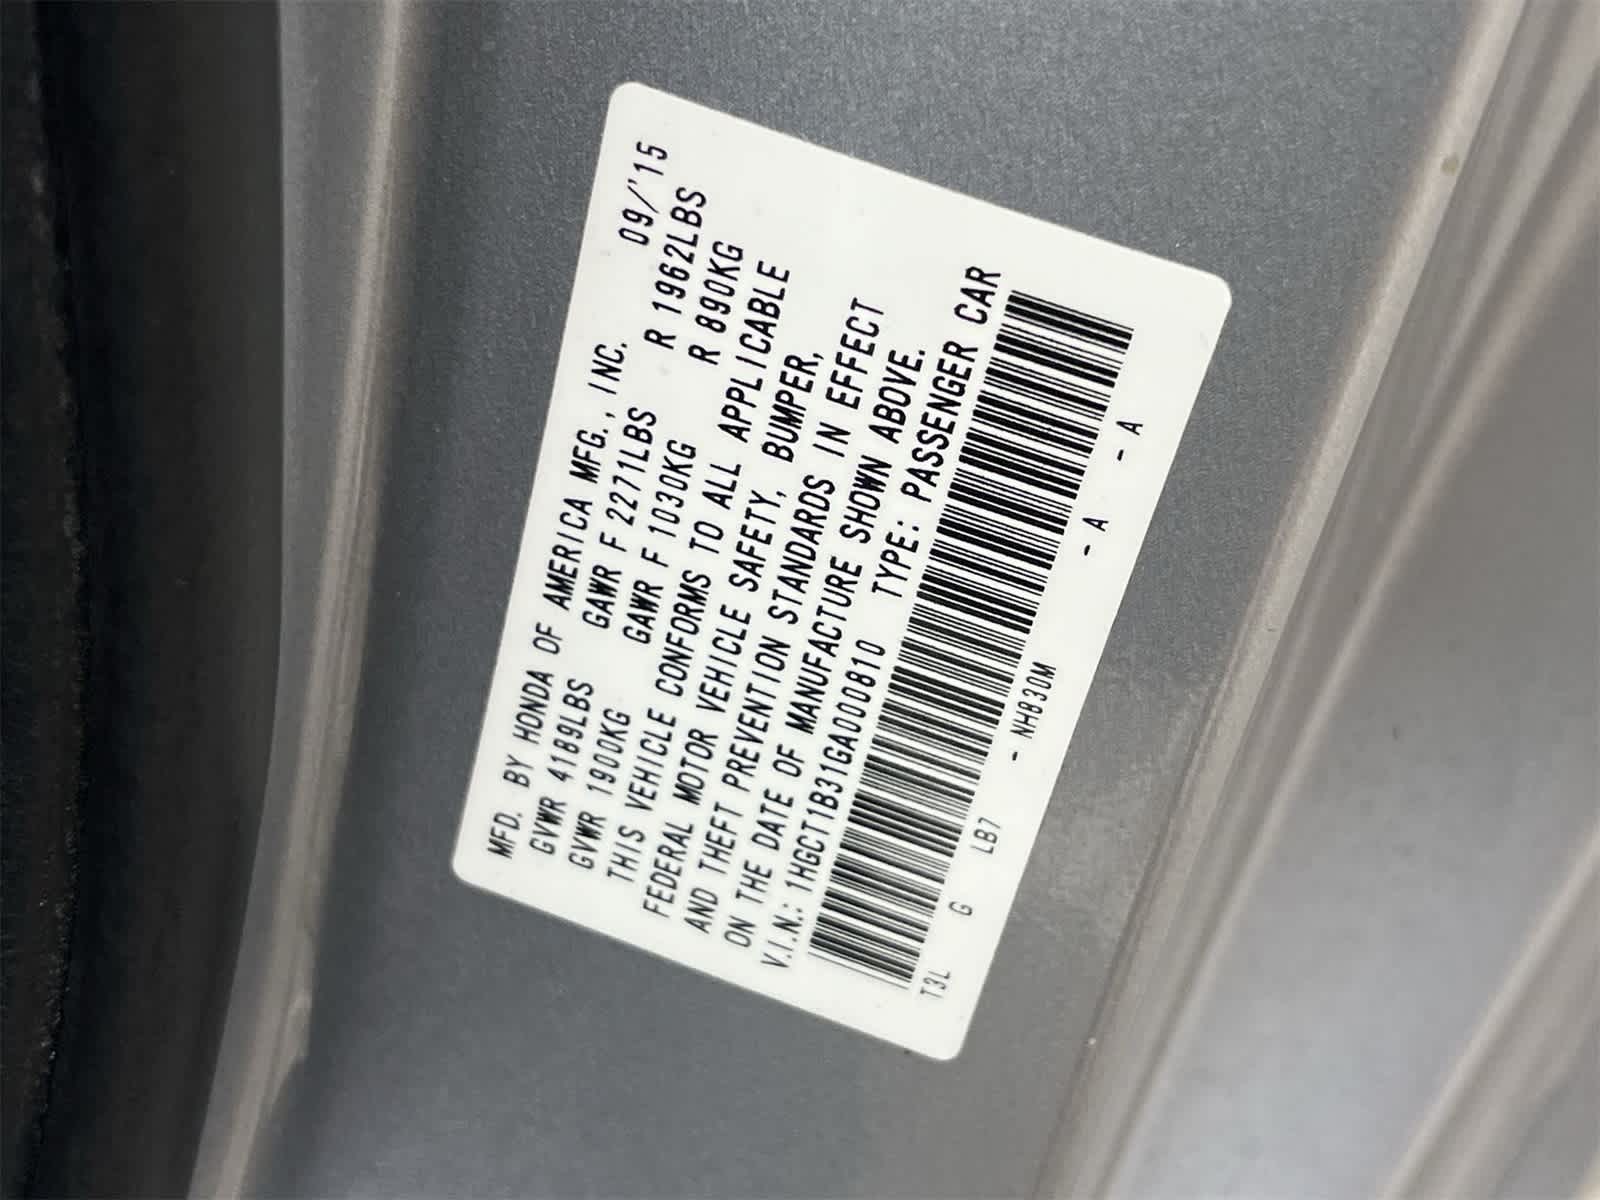 MFD. BY HONDA OF AMERICA MFG., INC. 09/'15
GVWR 4189LBS GAWR F 2271LBS R 1962LBS
GVWR 1900KG GAWR F 1030KG R 890KG
THIS VEHICLE CONFORMS TO ALL APPLICABLE
FEDERAL MOTOR VEHICLE SAFETY, BUMPER,
AND THEFT PREVENTION STANDARDS IN EFFECT
ON THE DATE OF MANUFACTURE SHOWN ABOVE.
V.I.N.: 1HGCT1B31GA000810 TYPE: PASSENGER CAR
T3L G LB7 - NH830M - A - A